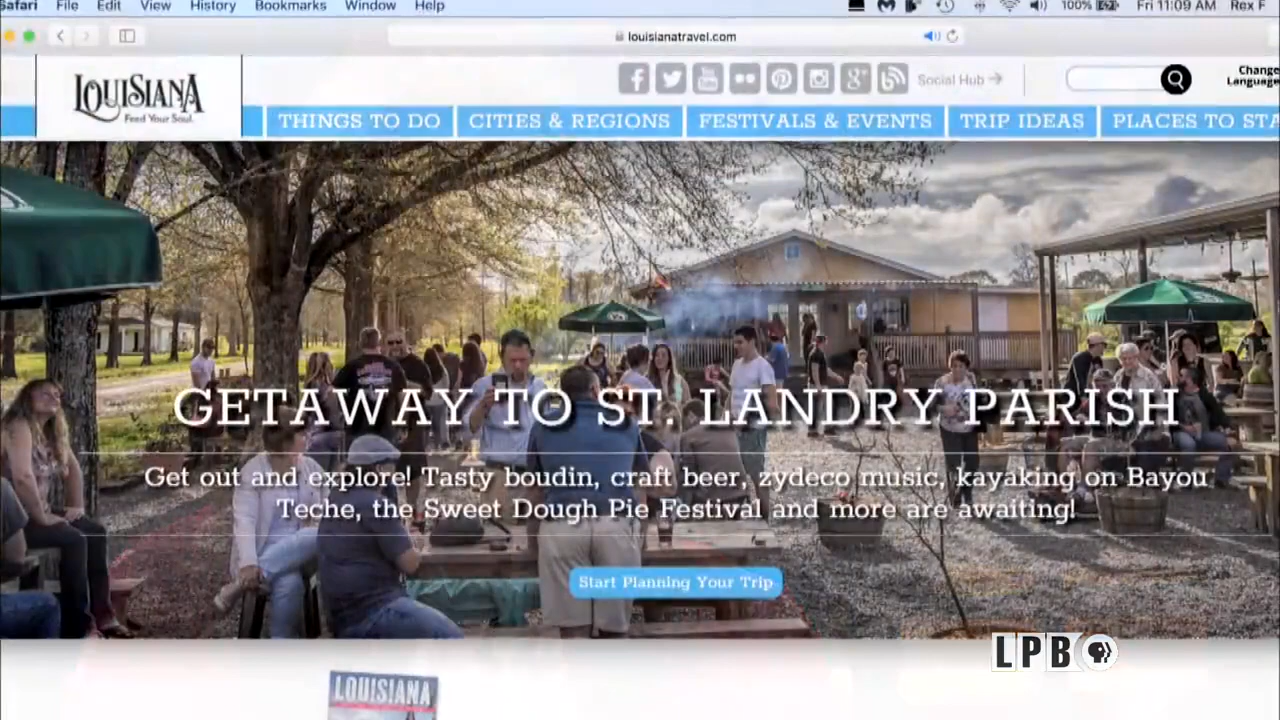 Safari File Edit View History Bookmarks Window Help 100% Fri 11:09 AM Rex F
louisianatravel.com
LOUISIANA
Feed Your Soul.
Social Hub
Change
Language
THINGS TO DO CITIES & REGIONS FESTIVALS & EVENTS TRIP IDEAS PLACES TO STA
GETAWAY TO ST. LANDRY PARISH
Get out and explore! Tasty boudin, craft beer, zydeco music, kayaking on Bayou
Teche, the Sweet Dough Pie Festival and more are awaiting!
Start Planning Your Trip
LPB
LOUISIANA